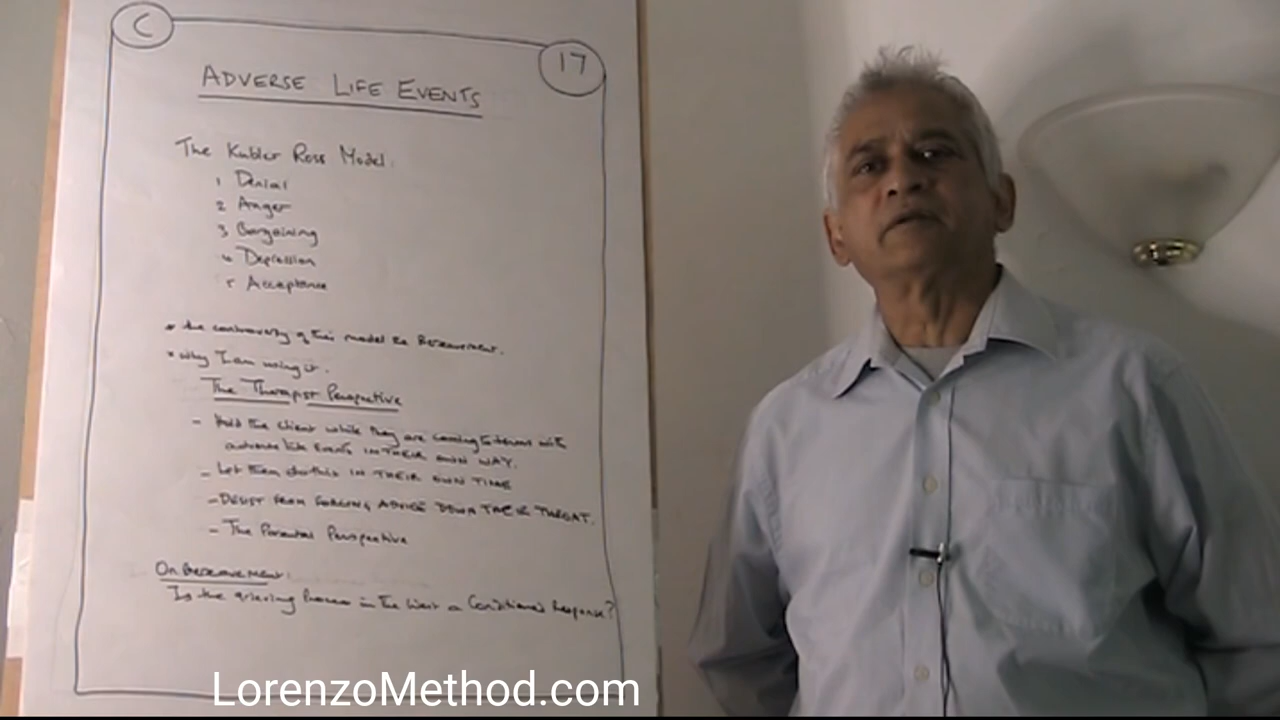 C
17
ADVERSE LIFE EVENTS
The Kubler Ross Model.
1 Denial
2 Anger
3 Bargaining
4 Depression
5 Acceptance
* the controversy of this model re Bereavement.
* why I am using it.
The Therapist Perspective
- Hold the client while they are coming to terms with
adverse life events IN THEIR OWN WAY.
- Let them do this IN THEIR OWN TIME
- DESIST FROM FORCING ADVICE DOWN THEIR THROAT.
- The Parental Perspective
On Bereavement:
Is the grieving Process in the West a Conditioned Response?
LorenzoMethod.com